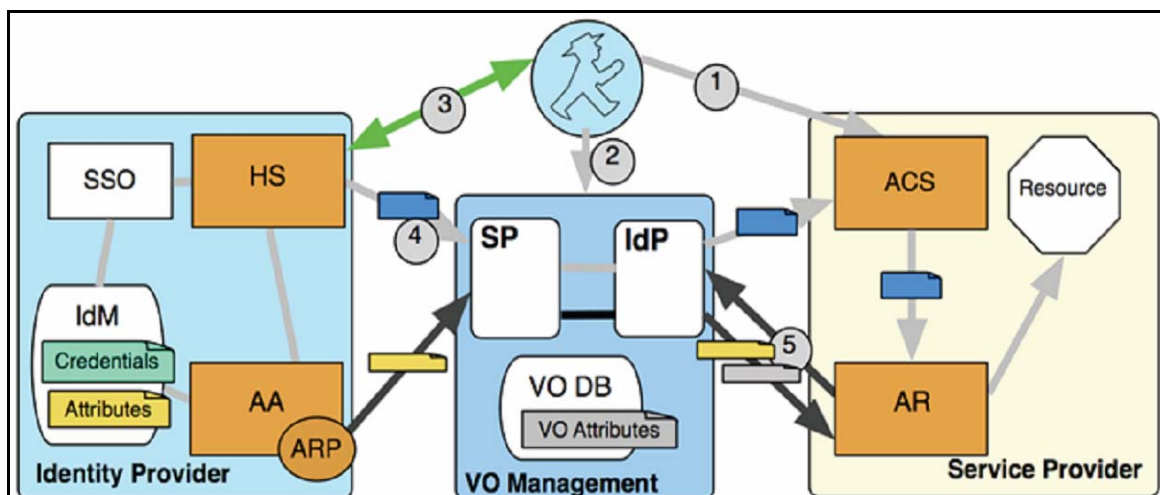 1
3
2
SSO
HS
4
IdM
Credentials
Attributes
AA
ARP
Identity Provider
SP
IdP
VO DB
VO Attributes
VO Management
5
ACS
Resource
AR
Service Provider